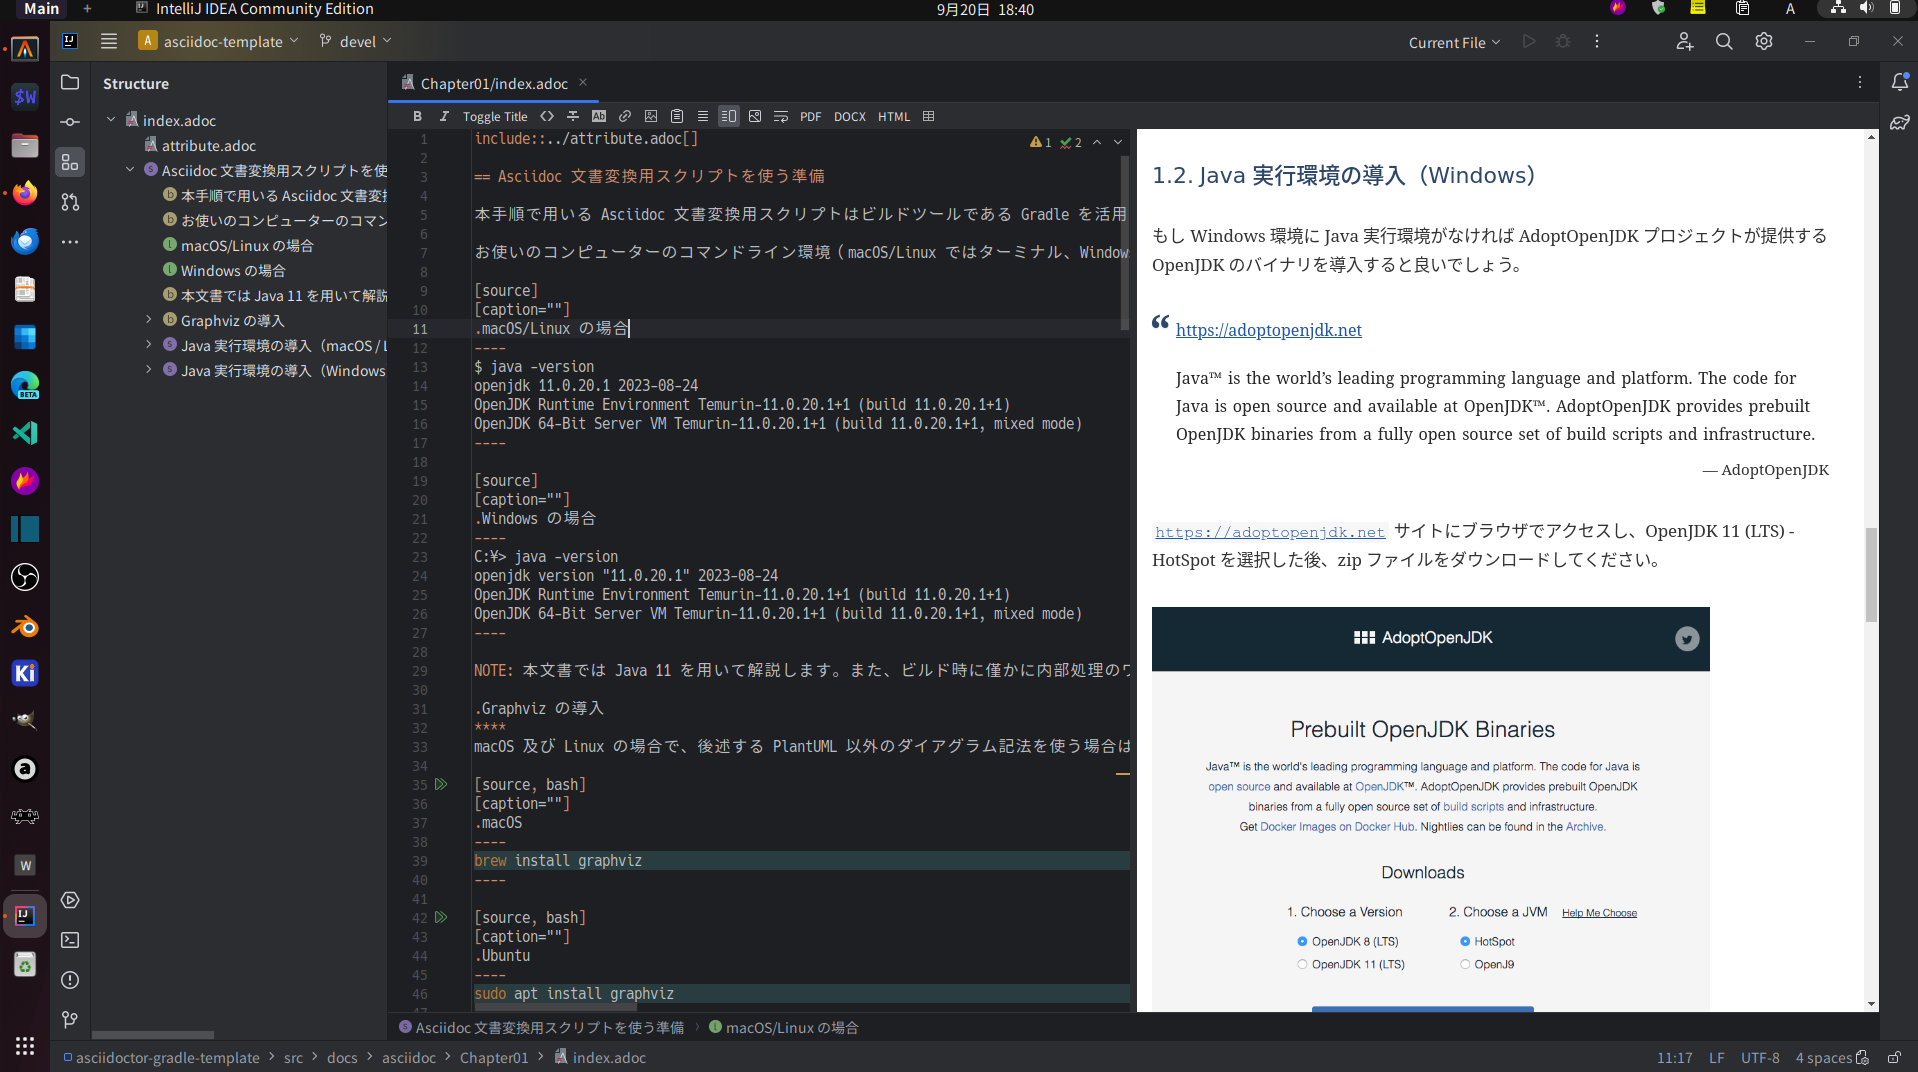 Main
IntelliJ IDEA Community Edition
9月20日 18:40
A
A asciidoc-template
devel
Current File
Structure
index.adoc
attribute.adoc
Asciidoc 文書変換用スクリプトを使
本手順で用いる Asciidoc 文書変換
お使いのコンピューターのコマン
macOS/Linux の場合
Windows の場合
本文書では Java 11 を用いて解説
Graphviz の導入
Java 実行環境の導入（macOS / L
Java 実行環境の導入（Windows
Chapter01/index.adoc
B I Toggle Title PDF DOCX HTML
1 include::../attribute.adoc[]
1 2
2
3 == Asciidoc 文書変換用スクリプトを使う準備
4
5 本手順で用いる Asciidoc 文書変換用スクリプトはビルドツールである Gradle を活用
6
7 お使いのコンピューターのコマンドライン環境（macOS/Linux ではターミナル、Windows
8
9 [source]
10 [caption=""]
11 .macOS/Linux の場合
12 ----
13 $ java -version
14 openjdk 11.0.20.1 2023-08-24
15 OpenJDK Runtime Environment Temurin-11.0.20.1+1 (build 11.0.20.1+1)
16 OpenJDK 64-Bit Server VM Temurin-11.0.20.1+1 (build 11.0.20.1+1, mixed mode)
17 ----
18
19 [source]
20 [caption=""]
21 .Windows の場合
22 ----
23 C:¥> java -version
24 openjdk version "11.0.20.1" 2023-08-24
25 OpenJDK Runtime Environment Temurin-11.0.20.1+1 (build 11.0.20.1+1)
26 OpenJDK 64-Bit Server VM Temurin-11.0.20.1+1 (build 11.0.20.1+1, mixed mode)
27 ----
28
29 NOTE: 本文書では Java 11 を用いて解説します。また、ビルド時に僅かに内部処理のワ
30
31 .Graphviz の導入
32 ****
33 macOS 及び Linux の場合で、後述する PlantUML 以外のダイアグラム記法を使う場合は
34
35 [source, bash]
36 [caption=""]
37 .macOS
38 ----
39 brew install graphviz
40 ----
41
42 [source, bash]
43 [caption=""]
44 .Ubuntu
45 ----
46 sudo apt install graphviz
1.2. Java 実行環境の導入（Windows）
もし Windows 環境に Java 実行環境がなければ AdoptOpenJDK プロジェクトが提供する
OpenJDK のバイナリを導入すると良いでしょう。
“ https://adoptopenjdk.net
Java™ is the world’s leading programming language and platform. The code for
Java is open source and available at OpenJDK™. AdoptOpenJDK provides prebuilt
OpenJDK binaries from a fully open source set of build scripts and infrastructure.
— AdoptOpenJDK
https://adoptopenjdk.net サイトにブラウザでアクセスし、OpenJDK 11 (LTS) -
HotSpot を選択した後、zip ファイルをダウンロードしてください。
AdoptOpenJDK
Prebuilt OpenJDK Binaries
Java™ is the world's leading programming language and platform. The code for Java is
open source and available at OpenJDK™. AdoptOpenJDK provides prebuilt OpenJDK
binaries from a fully open source set of build scripts and infrastructure.
Get Docker Images on Docker Hub. Nightlies can be found in the Archive.
Downloads
1. Choose a Version
2. Choose a JVM
Help Me Choose
OpenJDK 8 (LTS)
HotSpot
OpenJDK 11 (LTS)
OpenJ9
Asciidoc 文書変換用スクリプトを使う準備 › macOS/Linux の場合
asciidoctor-gradle-template › src › docs › asciidoc › Chapter01 › index.adoc
11:17 LF UTF-8 4 spaces
$W
BETA
Ki
a
W
IJ